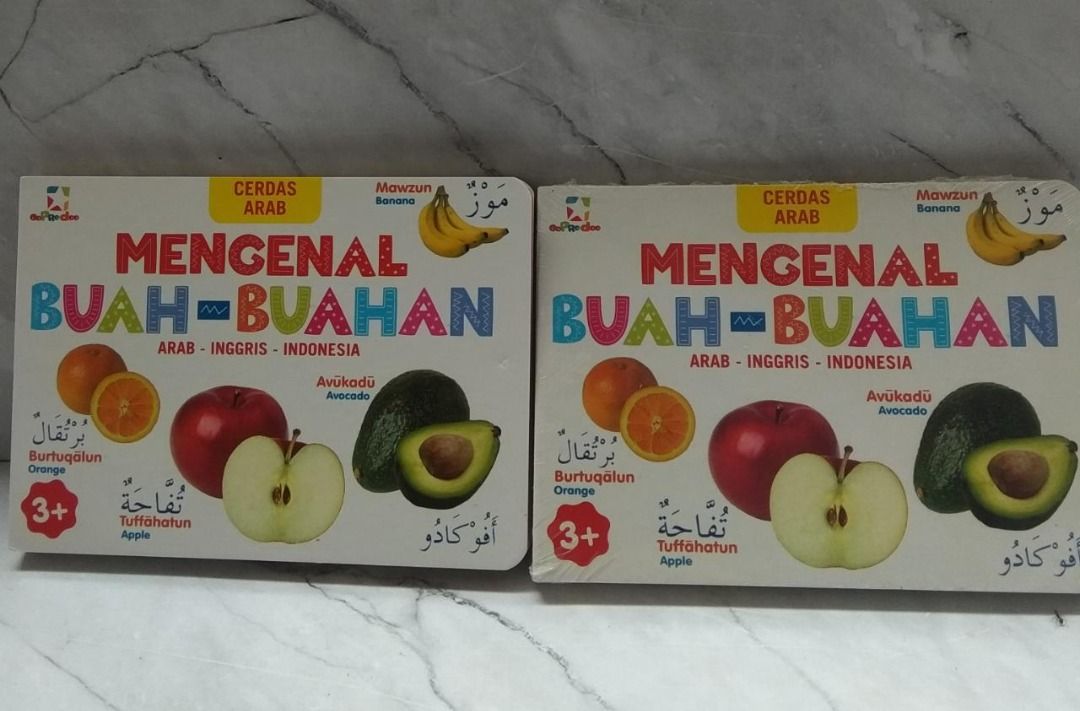 CERDAS
ARAB
Mawzun
Banana
مَوْزٌ
MENGENAL
BUAH-BUAHAN
ARAB - INGGRIS - INDONESIA
Avūkadū
Avocado
بُرْتُقَالٌ
Burtuqālun
Orange
3+
تُفَّاحَةٌ
Tuffāhatun
Apple
أَفُوْكَادُو
CERDAS
ARAB
Mawzun
Banana
مَوْزٌ
MENGENAL
BUAH-BUAHAN
ARAB - INGGRIS - INDONESIA
Avūkadū
Avocado
بُرْتُقَالٌ
Burtuqālun
Orange
3+
تُفَّاحَةٌ
Tuffāhatun
Apple
أَفُوْكَادُو